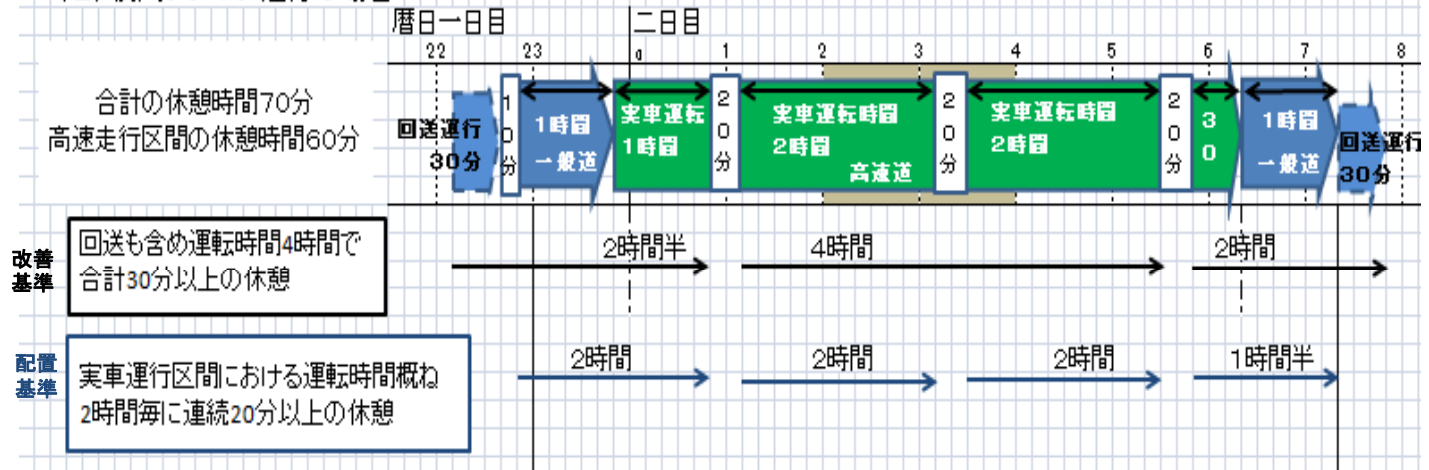 暦日一日目
二日目
22 23 0 1 2 3 4 5 6 7 8
合計の休憩時間70分
高速走行区間の休憩時間60分
回送運行
30分
10分
1時間
一般道
実車運転
1時間
20分
実車運転時間
2時間
高速道
20分
実車運転時間
2時間
20分
30
1時間
一般道
回送運行
30分
改善
基準
回送も含め運転時間4時間で
合計30分以上の休憩
2時間半
4時間
2時間
配置
基準
実車運行区間における運転時間概ね
2時間毎に連続20分以上の休憩
2時間
2時間
2時間
1時間半